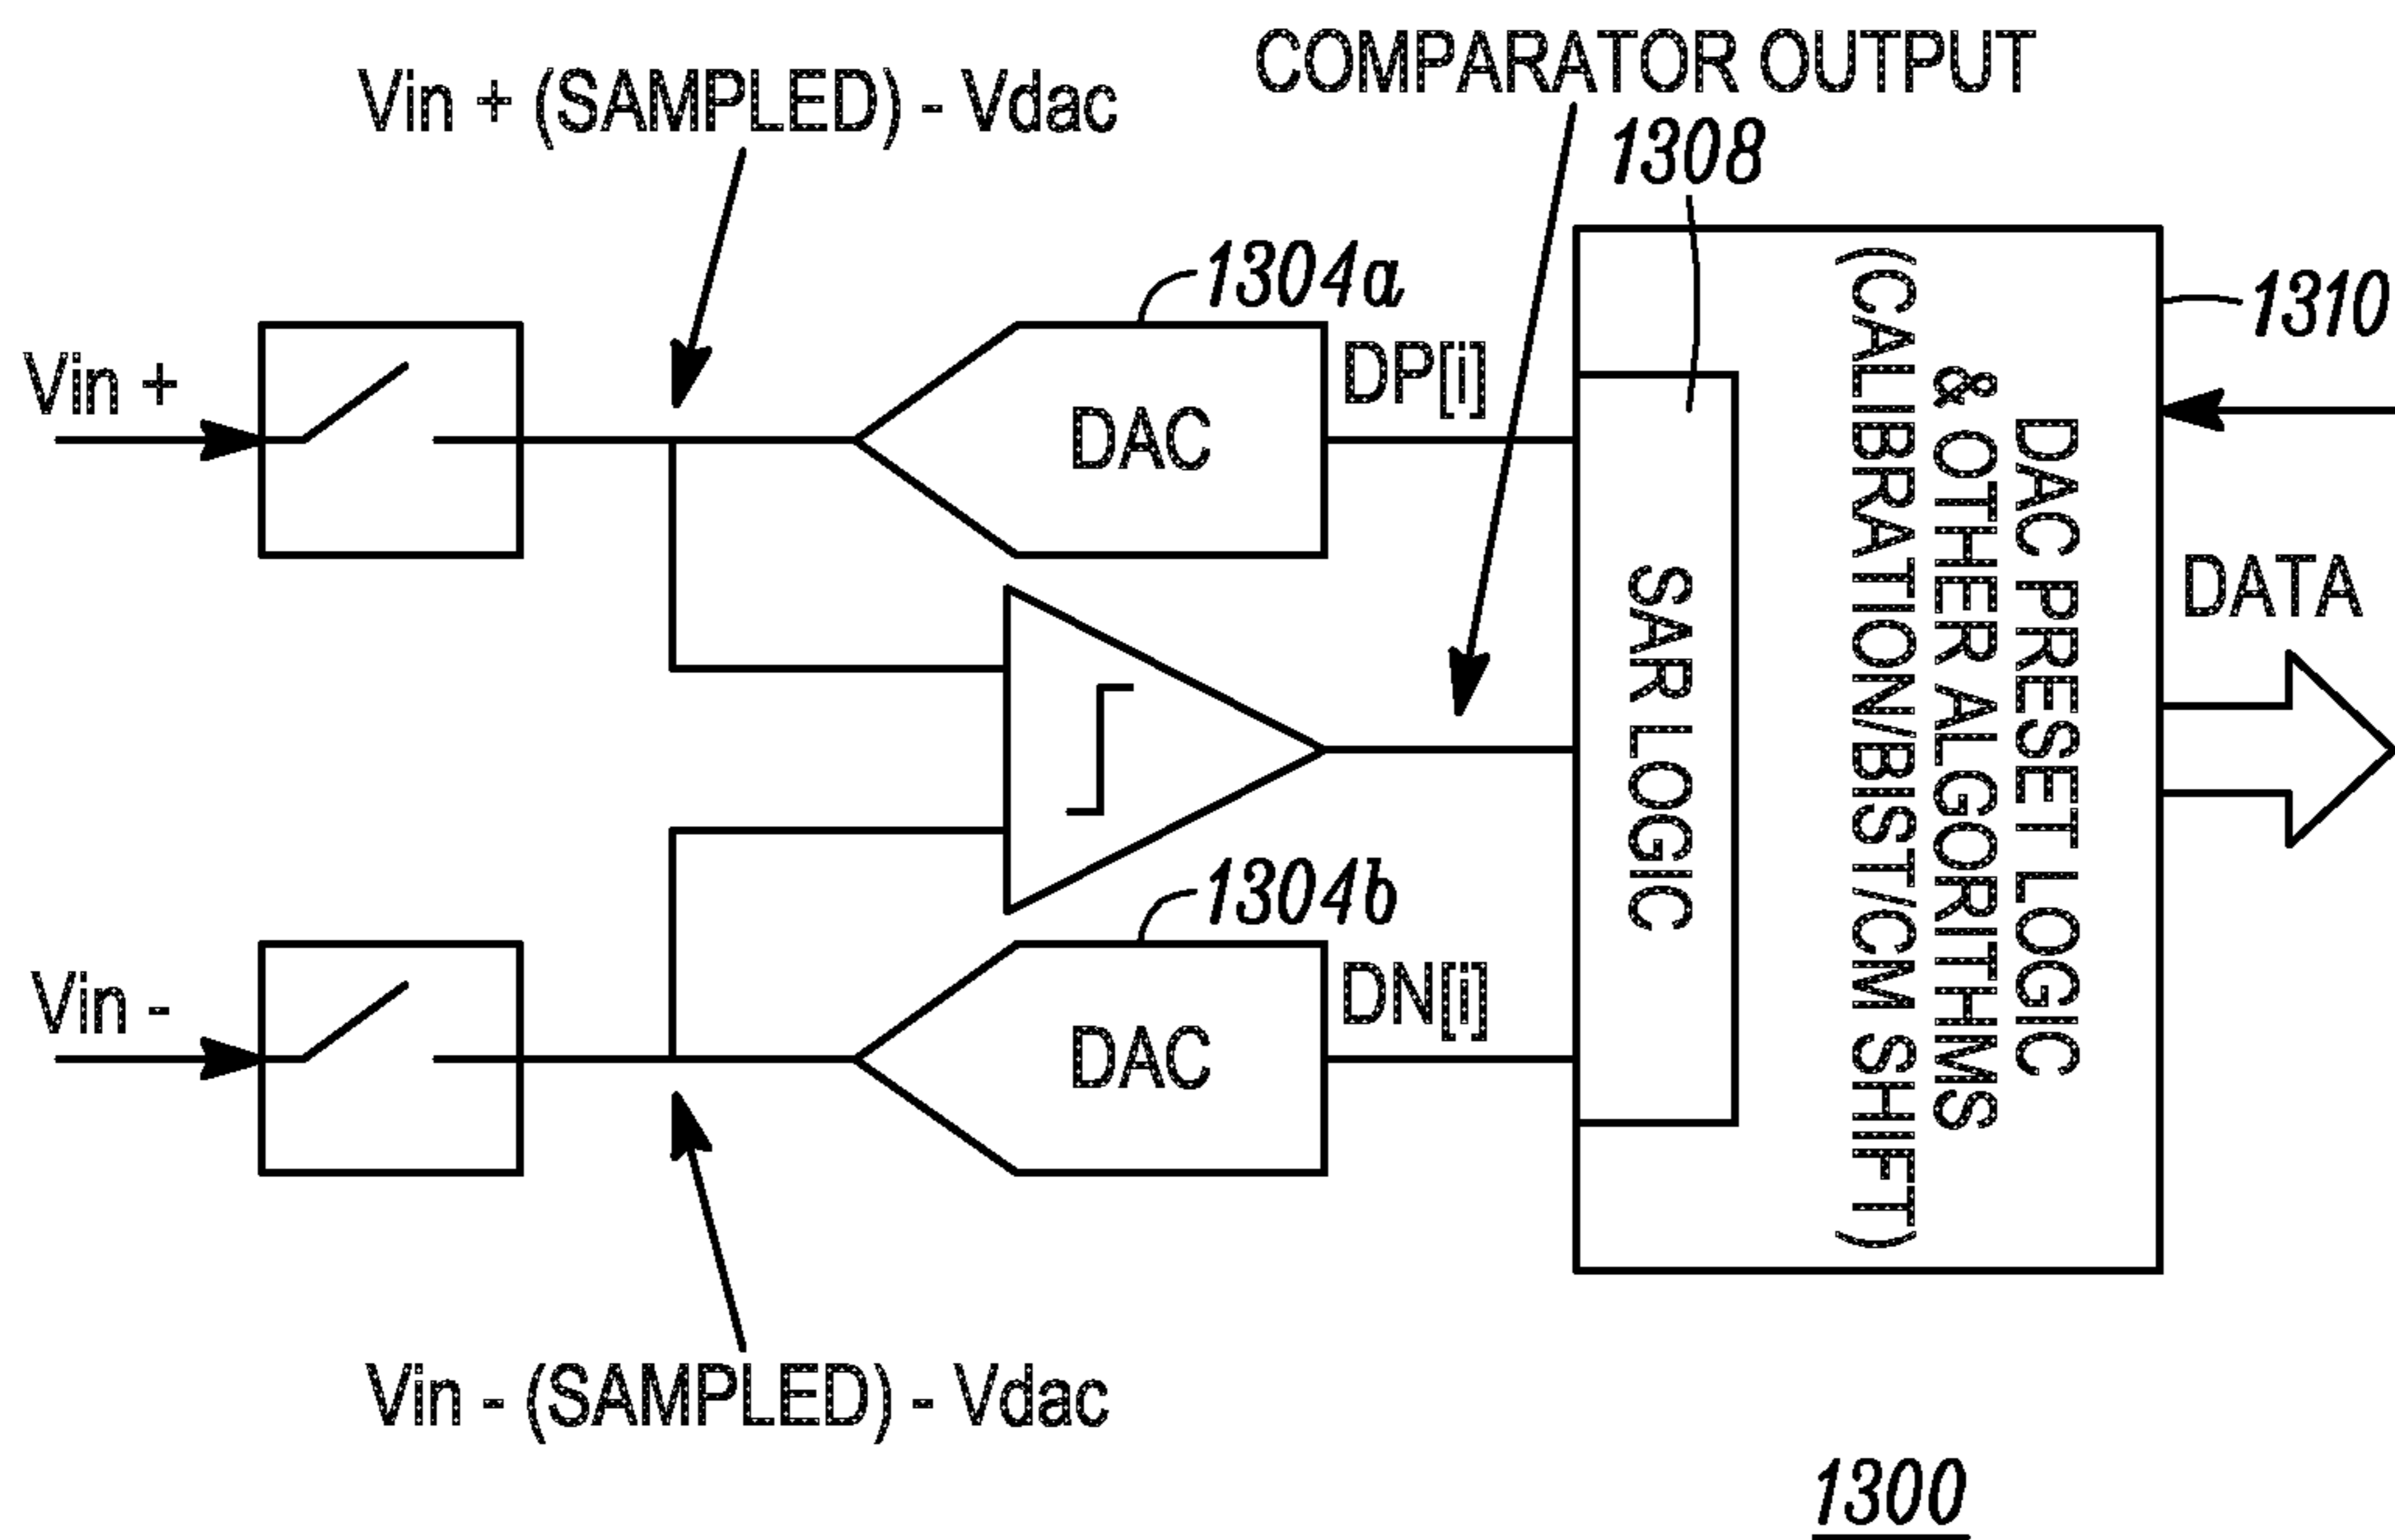 COMPARATOR OUTPUT
Vin + (SAMPLED) - Vdac
1308
1304a
1310
Vin +
DAC
DP[i]
SAR LOGIC
DAC PRESET LOGIC
& OTHER ALGORITHMS
(CALIBRATION/BIST/CM SHIFT)
DATA
1304b
Vin -
DAC
DN[i]
Vin - (SAMPLED) - Vdac
1300